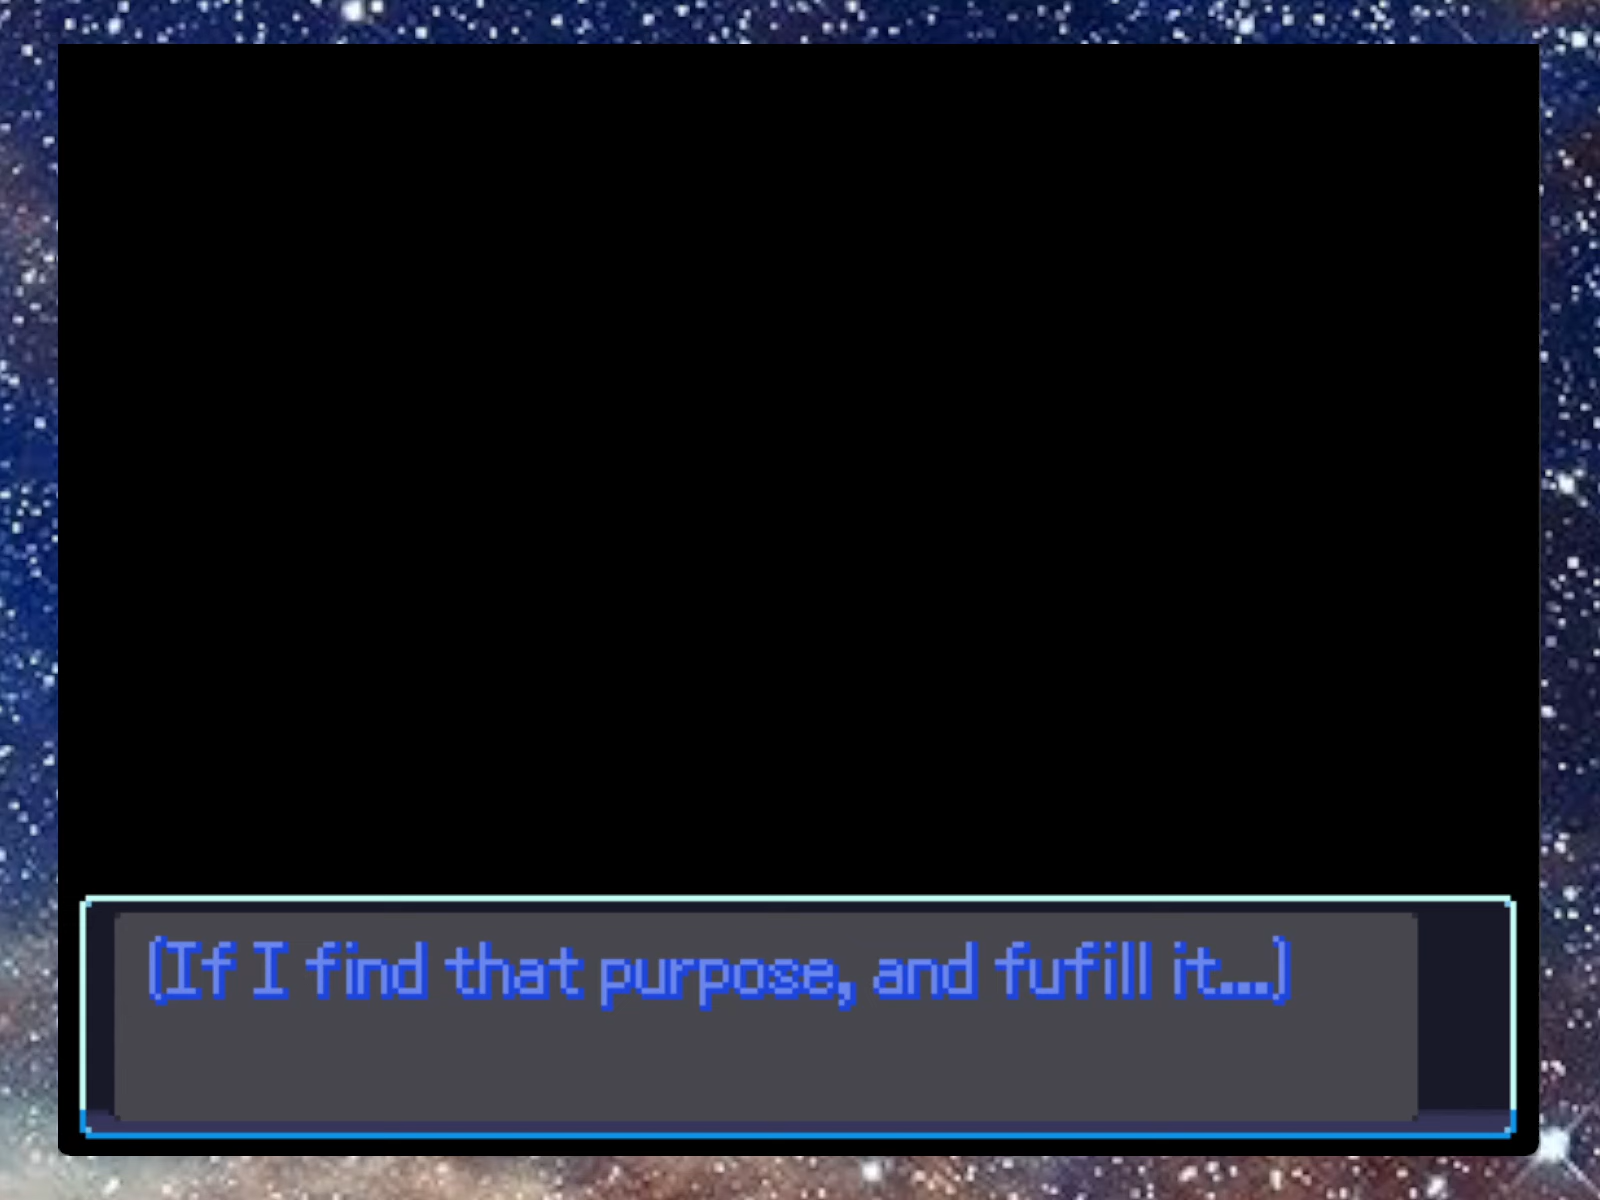 (If I find that purpose, and fufill it...)